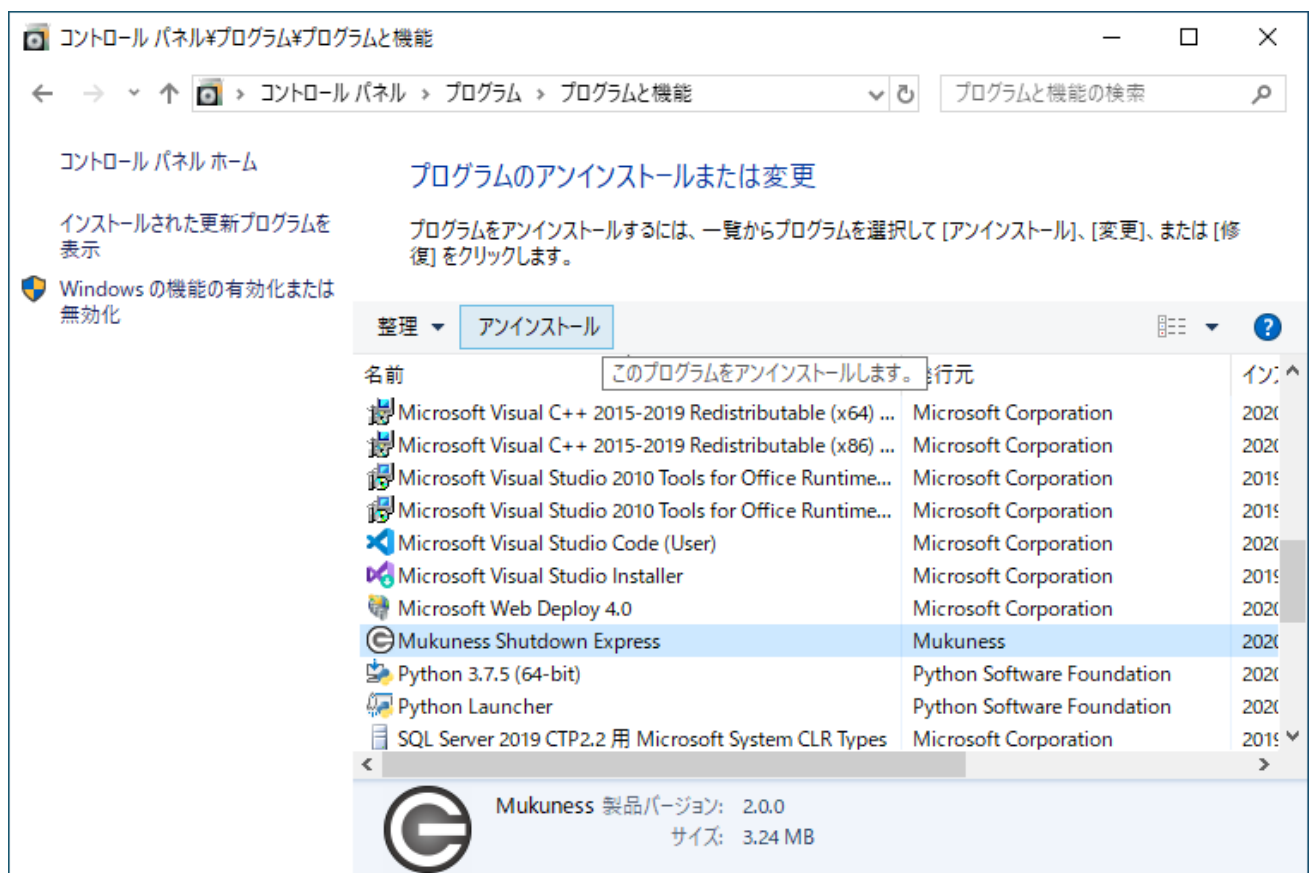 コントロール パネル¥プログラム¥プログラムと機能
コントロール パネル › プログラム › プログラムと機能
プログラムと機能の検索
コントロール パネル ホーム
インストールされた更新プログラムを
表示
Windows の機能の有効化または
無効化
プログラムのアンインストールまたは変更
プログラムをアンインストールするには、一覧からプログラムを選択して [アンインストール]、[変更]、または [修
復] をクリックします。
整理 アンインストール
名前 このプログラムをアンインストールします。 行元
Microsoft Visual C++ 2015-2019 Redistributable (x64) ... Microsoft Corporation
Microsoft Visual C++ 2015-2019 Redistributable (x86) ... Microsoft Corporation
Microsoft Visual Studio 2010 Tools for Office Runtime... Microsoft Corporation
Microsoft Visual Studio 2010 Tools for Office Runtime... Microsoft Corporation
Microsoft Visual Studio Code (User) Microsoft Corporation
Microsoft Visual Studio Installer Microsoft Corporation
Microsoft Web Deploy 4.0 Microsoft Corporation
Mukuness Shutdown Express Mukuness
Python 3.7.5 (64-bit) Python Software Foundation
Python Launcher Python Software Foundation
SQL Server 2019 CTP2.2 用 Microsoft System CLR Types Microsoft Corporation
Mukuness 製品バージョン: 2.0.0
サイズ: 3.24 MB